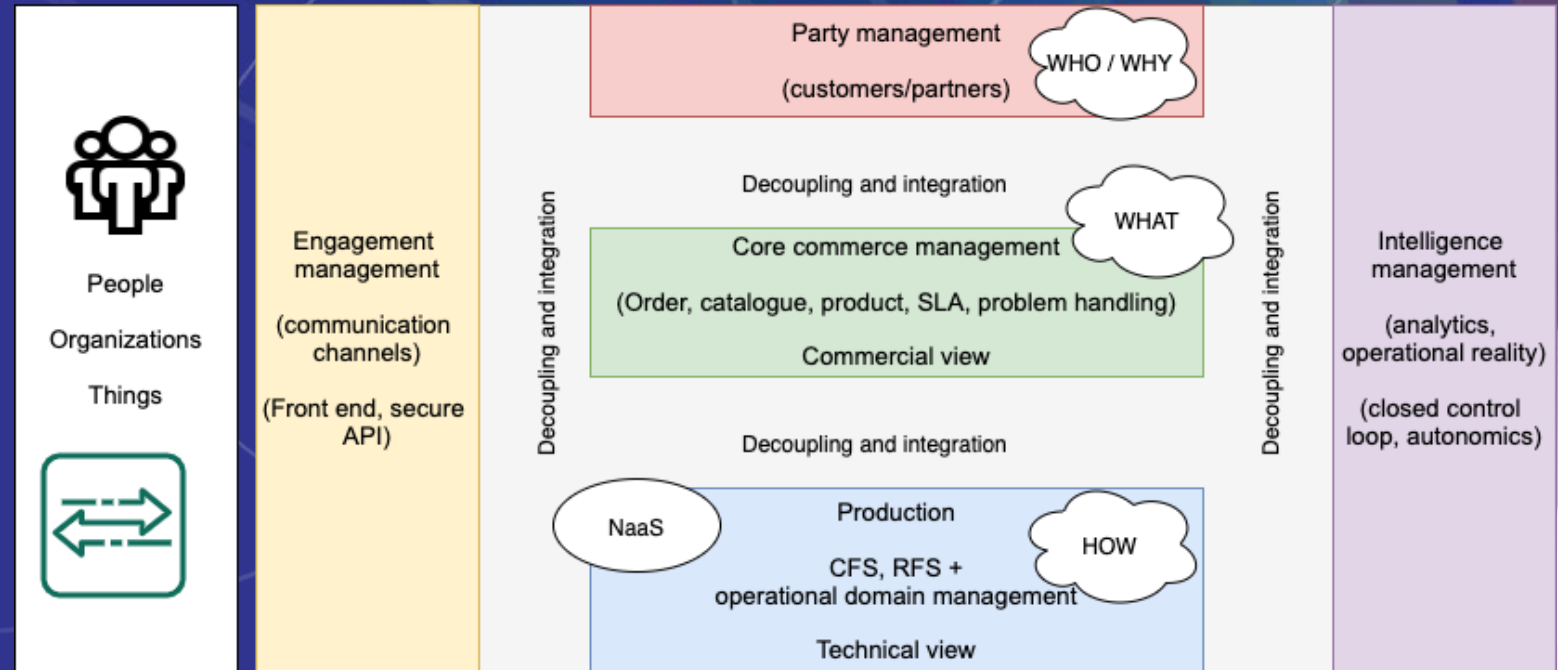 People
Organizations
Things
Engagement
management
(communication
channels)
(Front end, secure
API)
Decoupling and integration
Party management
(customers/partners)
WHO / WHY
Decoupling and integration
WHAT
Core commerce management
(Order, catalogue, product, SLA, problem handling)
Commercial view
Decoupling and integration
NaaS
Production
HOW
CFS, RFS +
operational domain management
Technical view
Decoupling and integration
Intelligence
management
(analytics,
operational reality)
(closed control
loop, autonomics)